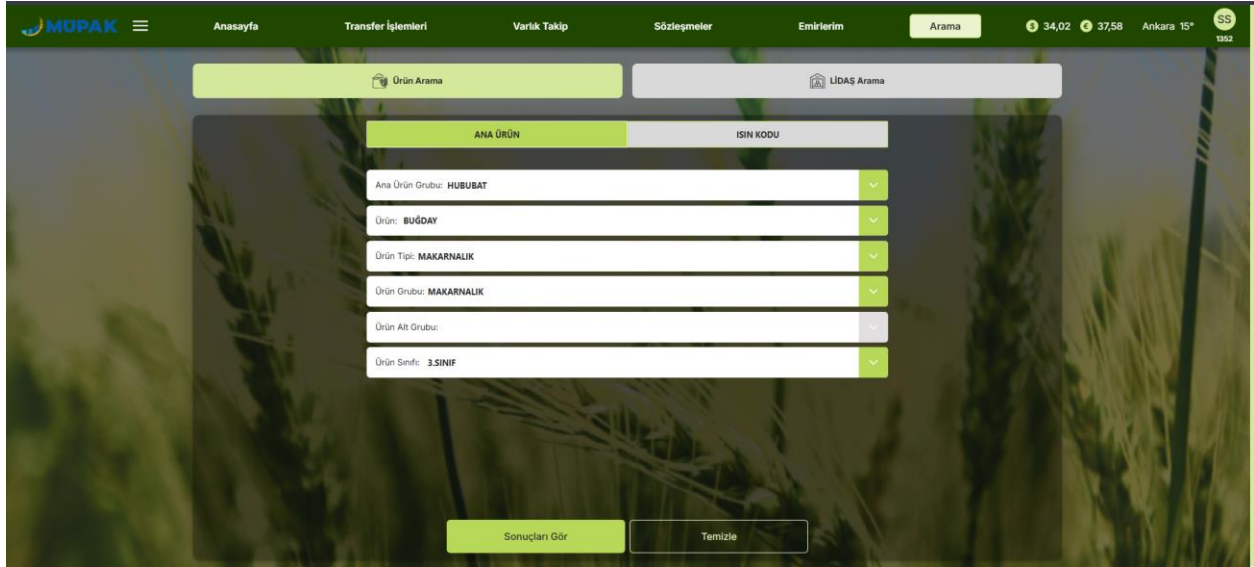 MÜPAK
Anasayfa Transfer İşlemleri Varlık Takip Sözleşmeler Emirlerim Arama $ 34,02 € 37,58 Ankara 15° SS
1352
Ürün Arama LİDAŞ Arama
ANA ÜRÜN ISIN KODU
Ana Ürün Grubu: HUBUBAT
Ürün: BUĞDAY
Ürün Tipi: MAKARNALIK
Ürün Grubu: MAKARNALIK
Ürün Alt Grubu:
Ürün Sınıfı: 3.SINIF
Sonuçları Gör Temizle